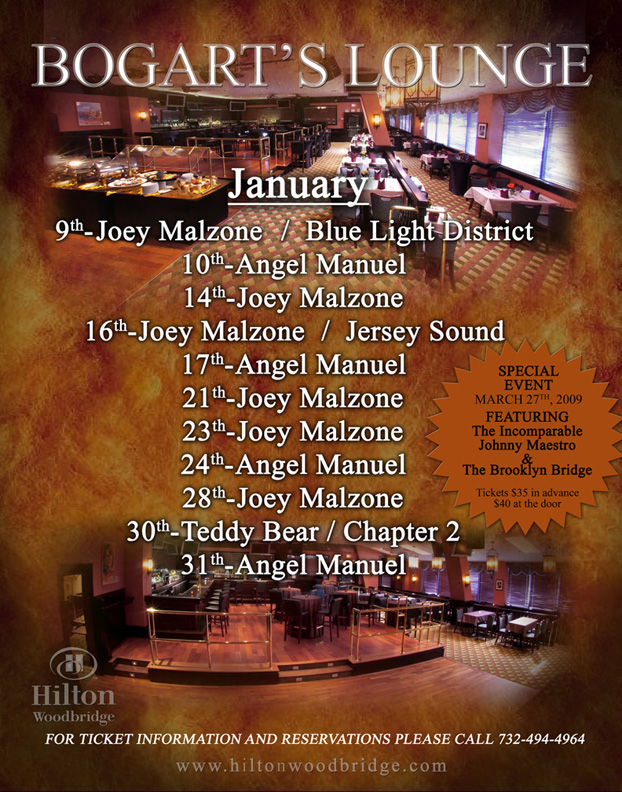 BOGART'S LOUNGE
January
9th-Joey Malzone / Blue Light District
10th-Angel Manuel
14th-Joey Malzone
16th-Joey Malzone / Jersey Sound
17th-Angel Manuel
21th-Joey Malzone
23th-Joey Malzone
24th-Angel Manuel
28th-Joey Malzone
30th-Teddy Bear / Chapter 2
31th-Angel Manuel
SPECIAL
EVENT
MARCH 27TH, 2009
FEATURING
The Incomparable
Johnny Maestro
&
The Brooklyn Bridge
Tickets $35 in advance
$40 at the door
Hilton
Woodbridge
FOR TICKET INFORMATION AND RESERVATIONS PLEASE CALL 732-494-4964
www.hiltonwoodbridge.com